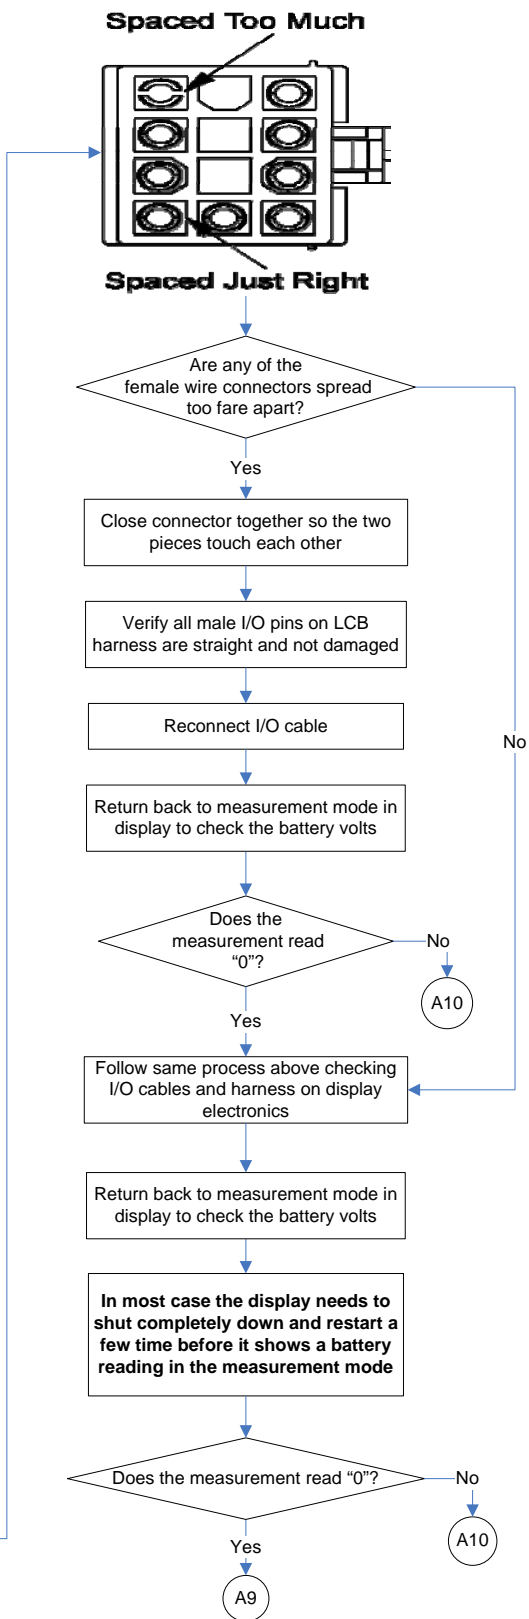 Spaced Too Much
Spaced Just Right
Are any of the
female wire connectors spread
too fare apart?
Yes
Close connector together so the two
pieces touch each other
Verify all male I/O pins on LCB
harness are straight and not damaged
Reconnect I/O cable
No
Return back to measurement mode in
display to check the battery volts
Does the
measurement read
“0”?
No
A10
Yes
Follow same process above checking
I/O cables and harness on display
electronics
Return back to measurement mode in
display to check the battery volts
In most case the display needs to
shut completely down and restart a
few time before it shows a battery
reading in the measurement mode
Does the measurement read “0”?
No
A10
Yes
A9